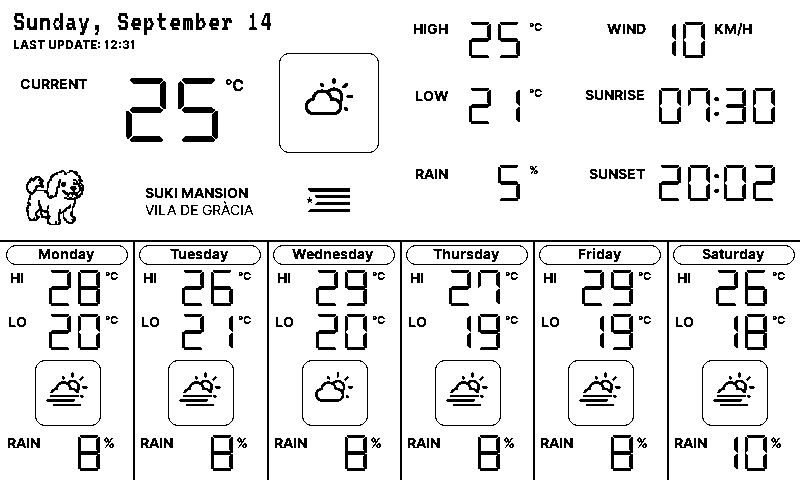 Sunday, September 14
LAST UPDATE: 12:31
CURRENT 25 °C
SUKI MANSION
VILA DE GRÀCIA
HIGH 25 °C
LOW 21 °C
RAIN 5 %
WIND 10 KM/H
SUNRISE 07:30
SUNSET 20:02
Monday
HI 28 °C
LO 20 °C
RAIN 8 %
Tuesday
HI 26 °C
LO 21 °C
RAIN 8 %
Wednesday
HI 29 °C
LO 20 °C
RAIN 8 %
Thursday
HI 27 °C
LO 19 °C
RAIN 8 %
Friday
HI 29 °C
LO 19 °C
RAIN 8 %
Saturday
HI 26 °C
LO 18 °C
RAIN 10 %